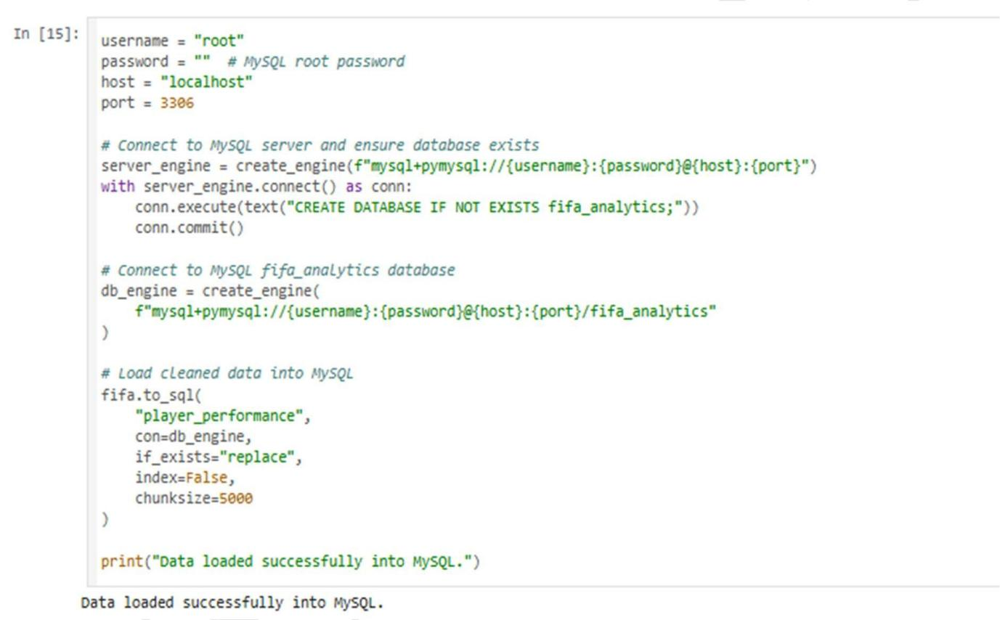 In [15]:
username = "root"
password = ""  # MySQL root password
host = "localhost"
port = 3306

# Connect to MySQL server and ensure database exists
server_engine = create_engine(f"mysql+pymysql://{username}:{password}@{host}:{port}")
with server_engine.connect() as conn:
    conn.execute(text("CREATE DATABASE IF NOT EXISTS fifa_analytics;"))
    conn.commit()

# Connect to MySQL fifa_analytics database
db_engine = create_engine(
    f"mysql+pymysql://{username}:{password}@{host}:{port}/fifa_analytics"
)

# Load cleaned data into MySQL
fifa.to_sql(
    "player_performance",
    con=db_engine,
    if_exists="replace",
    index=False,
    chunksize=5000
)

print("Data loaded successfully into MySQL.")
Data loaded successfully into MySQL.